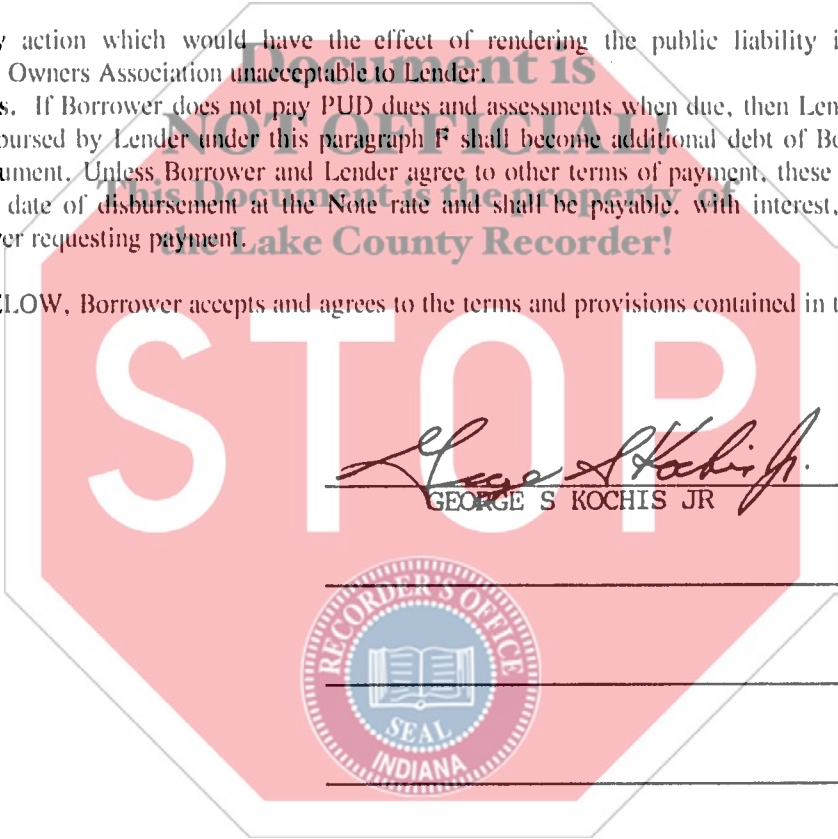 y action which would have the effect of rendering the public liability i
Owners Association unacceptable to Lender.
Document is
s. If Borrower does not pay PUD dues and assessments when due, then Len
NOT OFFICIAL!
bursed by Lender under this paragraph F shall become additional debt of Bo
ument. Unless Borrower and Lender agree to other terms of payment, these
This Document is the property of
date of disbursement at the Note rate and shall be payable, with interest,
er requesting payment.
the Lake County Recorder!
ELOW, Borrower accepts and agrees to the terms and provisions contained in t
STOP
George S Kochis Jr.
GEORGE S KOCHIS JR
RECORDER'S OFFICE
SEAL
INDIANA